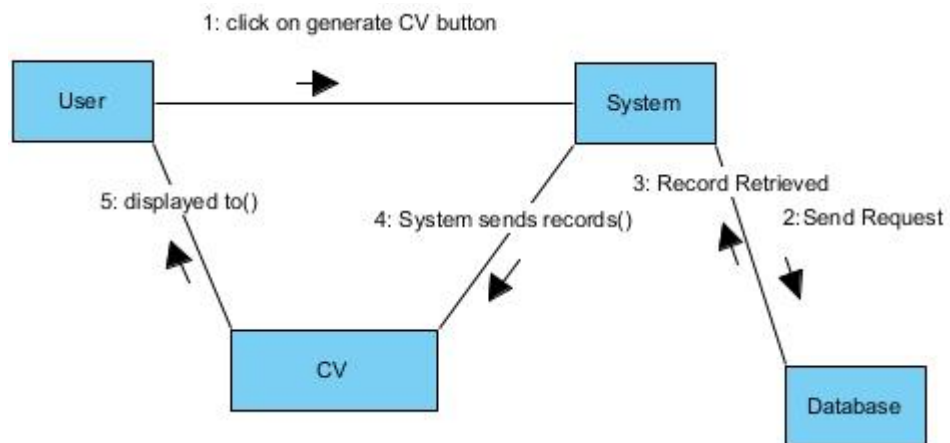 1: click on generate CV button
User
System
3: Record Retrieved
5: displayed to()
4: System sends records()
2:Send Request
CV
Database